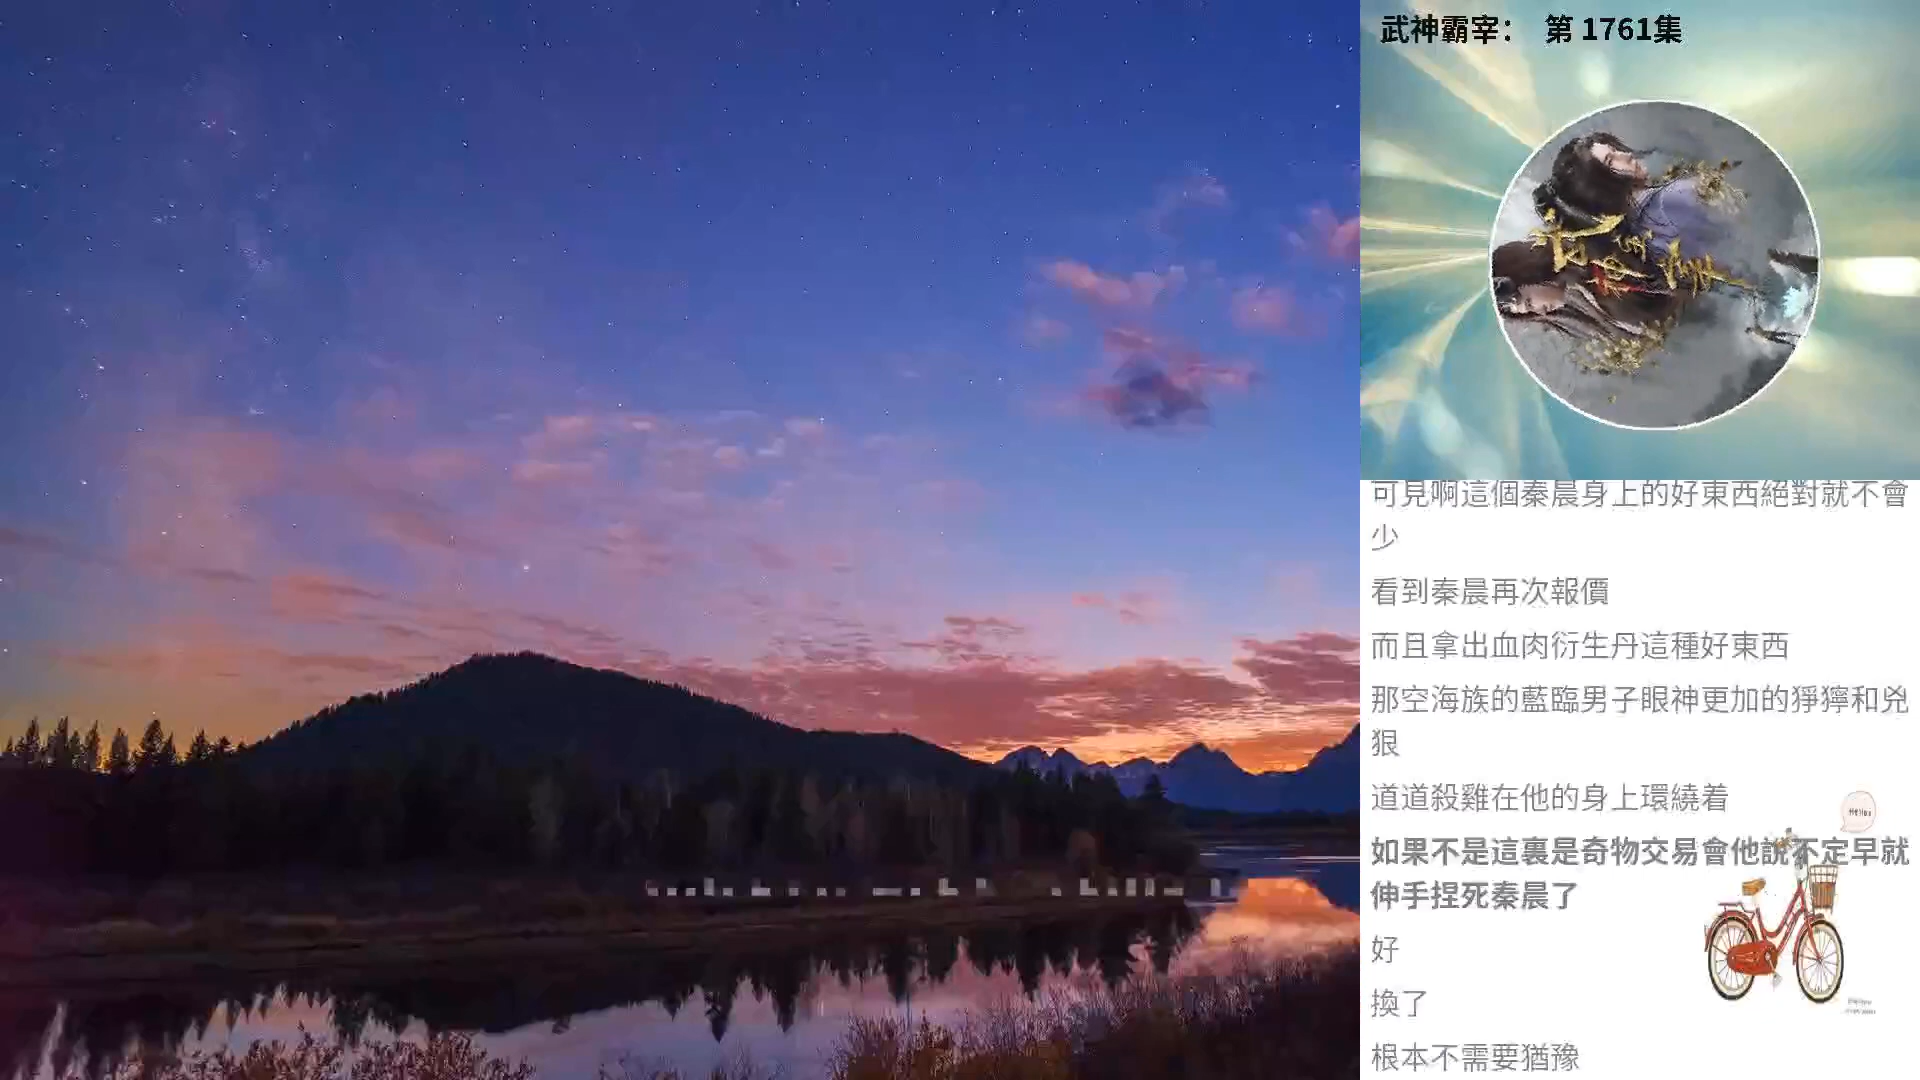 武神霸宰： 第 1761集
可見啊這個秦晨身上的好東西絕對就不會
少
看到秦晨再次報價
而且拿出血肉衍生丹這種好東西
那空海族的藍臨男子眼神更加的猙獰和兇
狠
道道殺雞在他的身上環繞着
如果不是這裏是奇物交易會他說不定早就
伸手捏死秦晨了
好
換了
根本不需要猶豫